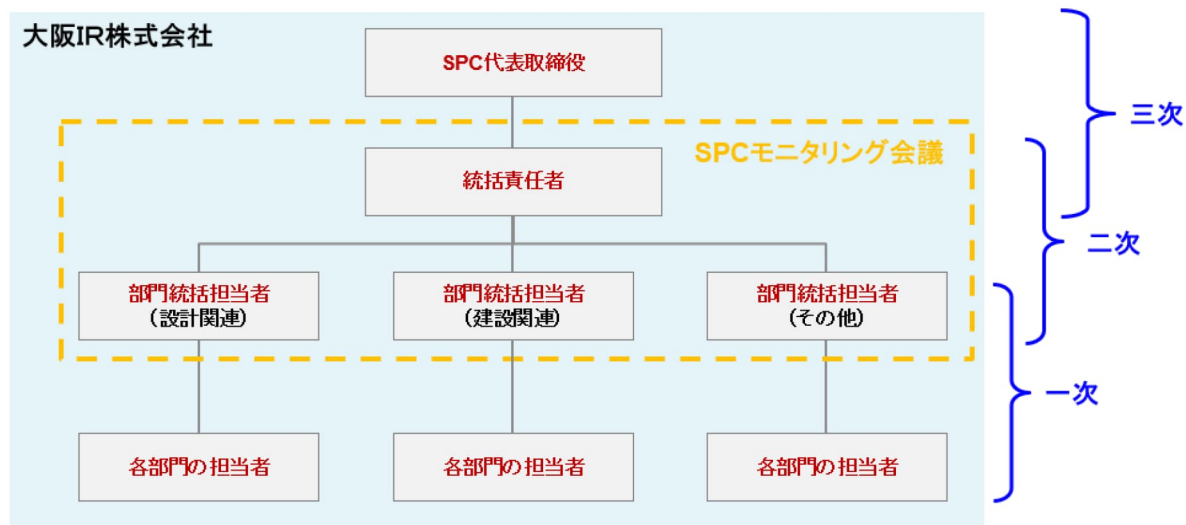 大阪IR株式会社
SPC代表取締役
三次
SPCモニタリング会議
統括責任者
二次
部門統括担当者
(設計関連)
部門統括担当者
(建設関連)
部門統括担当者
(その他)
一次
各部門の担当者
各部門の担当者
各部門の担当者